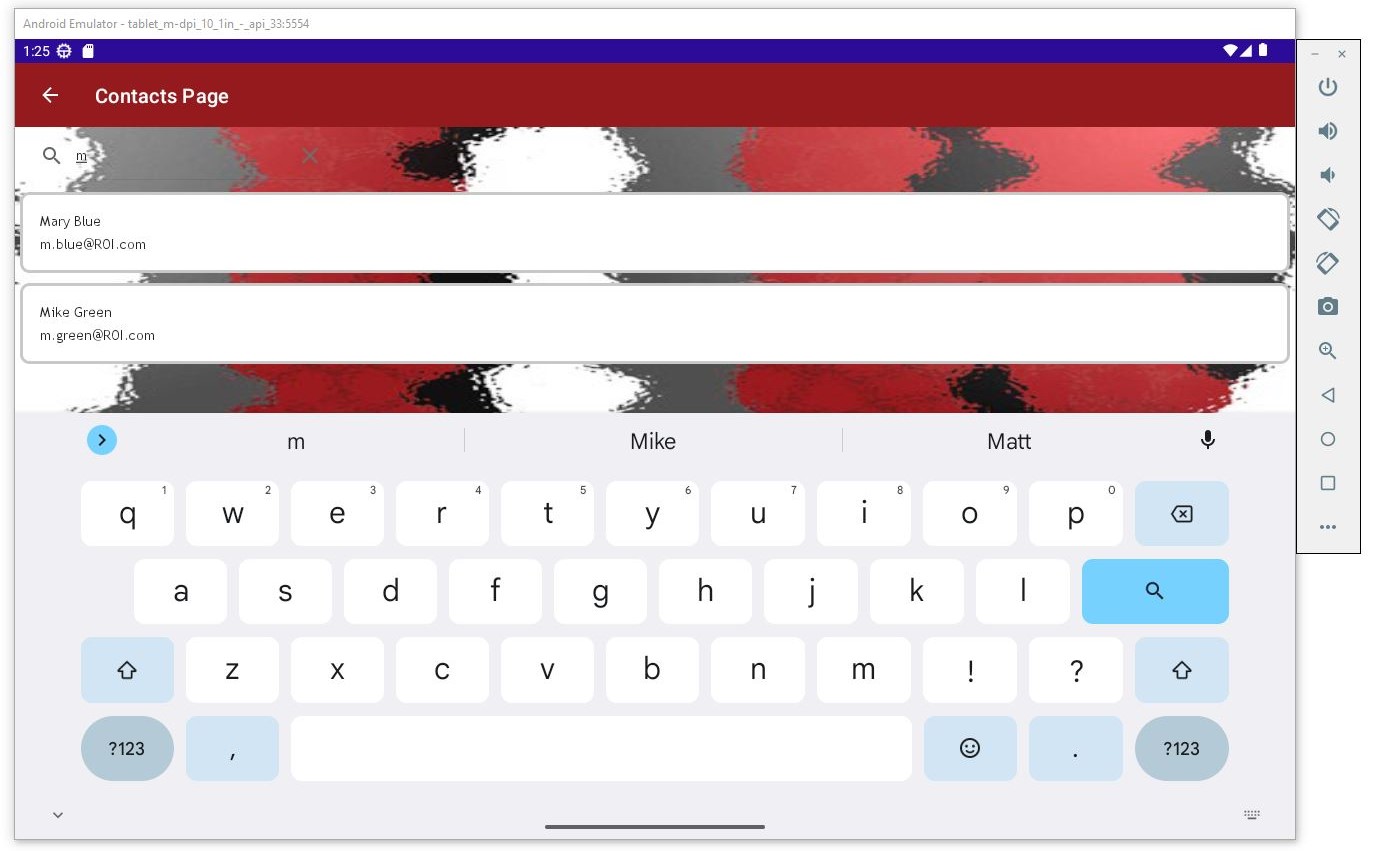 Android Emulator - tablet_m-dpi_10_1in_-_api_33:5554
1:25
Contacts Page
m
Mary Blue
m.blue@ROI.com
Mike Green
m.green@ROI.com
m Mike Matt
q 1 w 2 e 3 r 4 t 5 y 6 u 7 i 8 o 9 p 0
a s d f g h j k l
z x c v b n m ! ?
?123 , . ?123